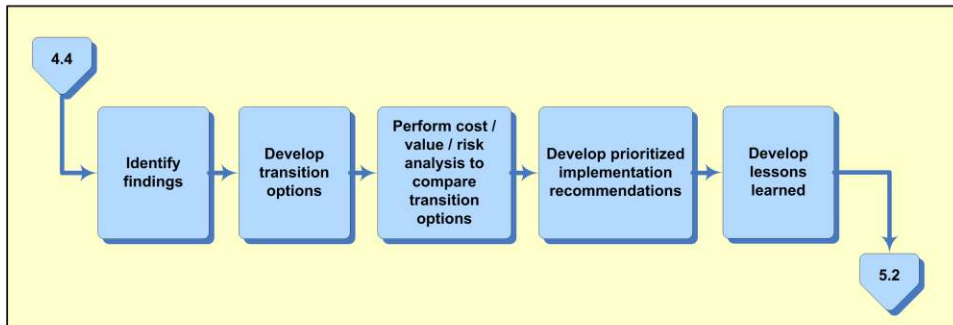 4.4
Identify
findings
Develop
transition
options
Perform cost /
value / risk
analysis to
compare
transition
options
Develop prioritized
implementation
recommendations
Develop
lessons
learned
5.2